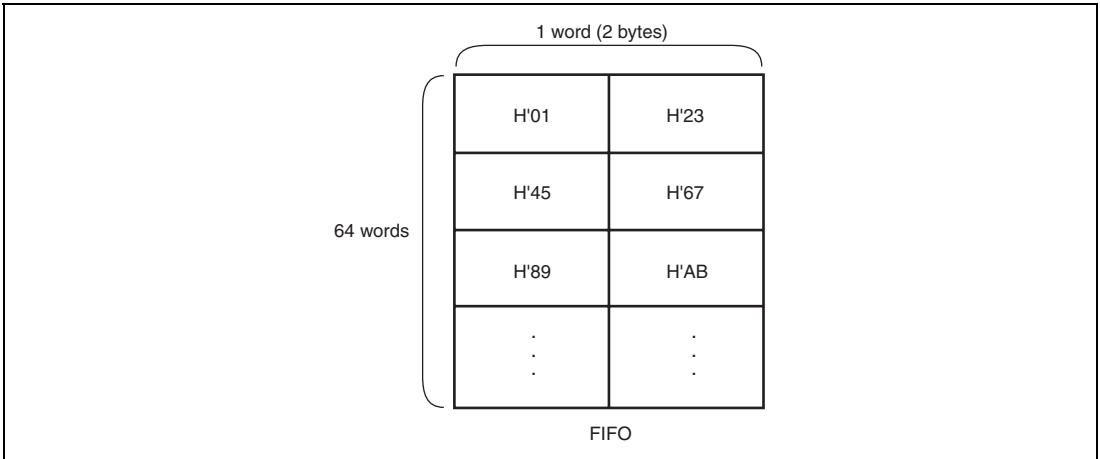 1 word (2 bytes)
H'01 H'23
H'45 H'67
64 words
H'89 H'AB
. .
. .
. .
FIFO